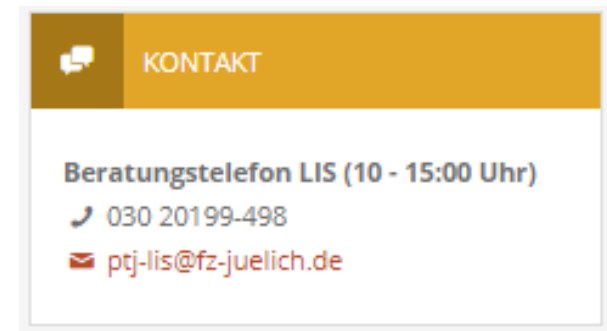 KONTAKT
Beratungstelefon LIS (10 - 15:00 Uhr)
030 20199-498
ptj-lis@fz-juelich.de